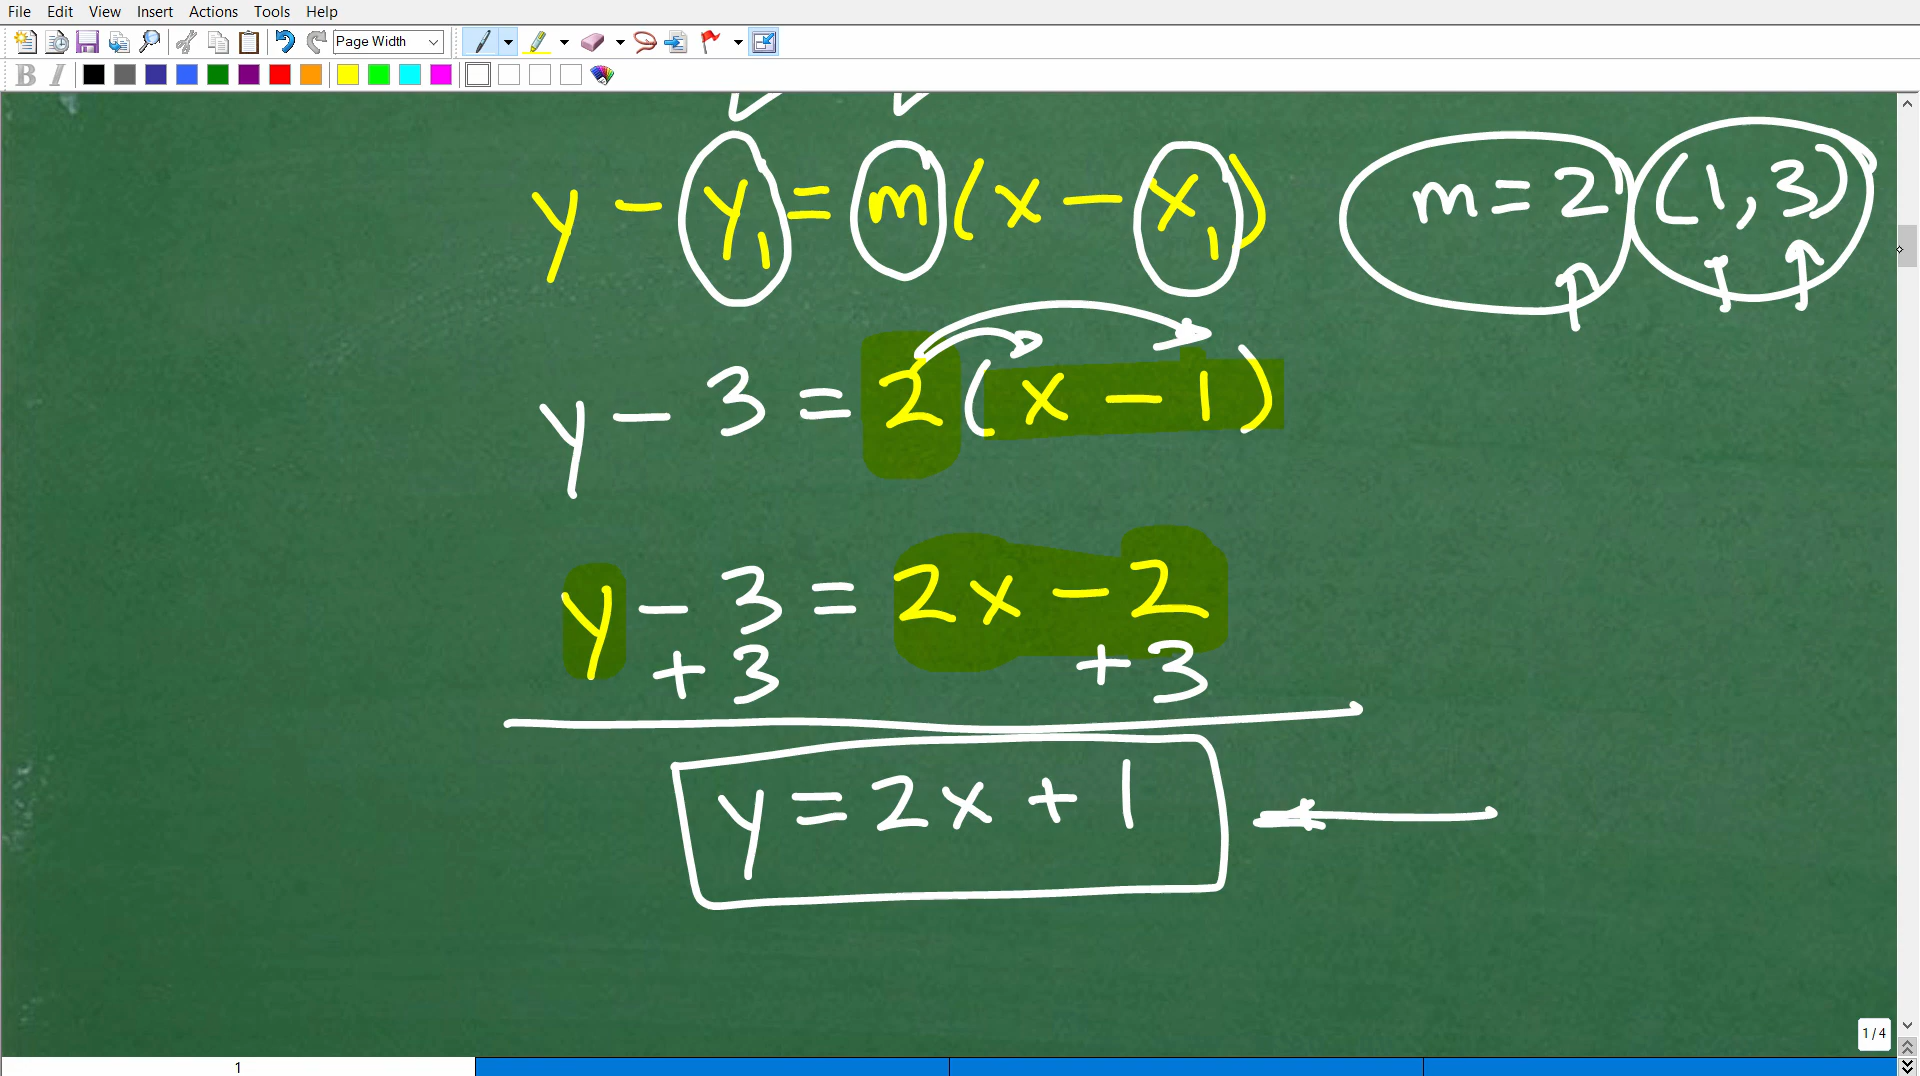 File Edit View Insert Actions Tools Help
Page Width
B I
y - y₁ = m(x - x₁)
m = 2 (1, 3)
y - 3 = 2(x - 1)
y - 3 = 2x - 2
+ 3 + 3
y = 2x + 1
1 / 4
1